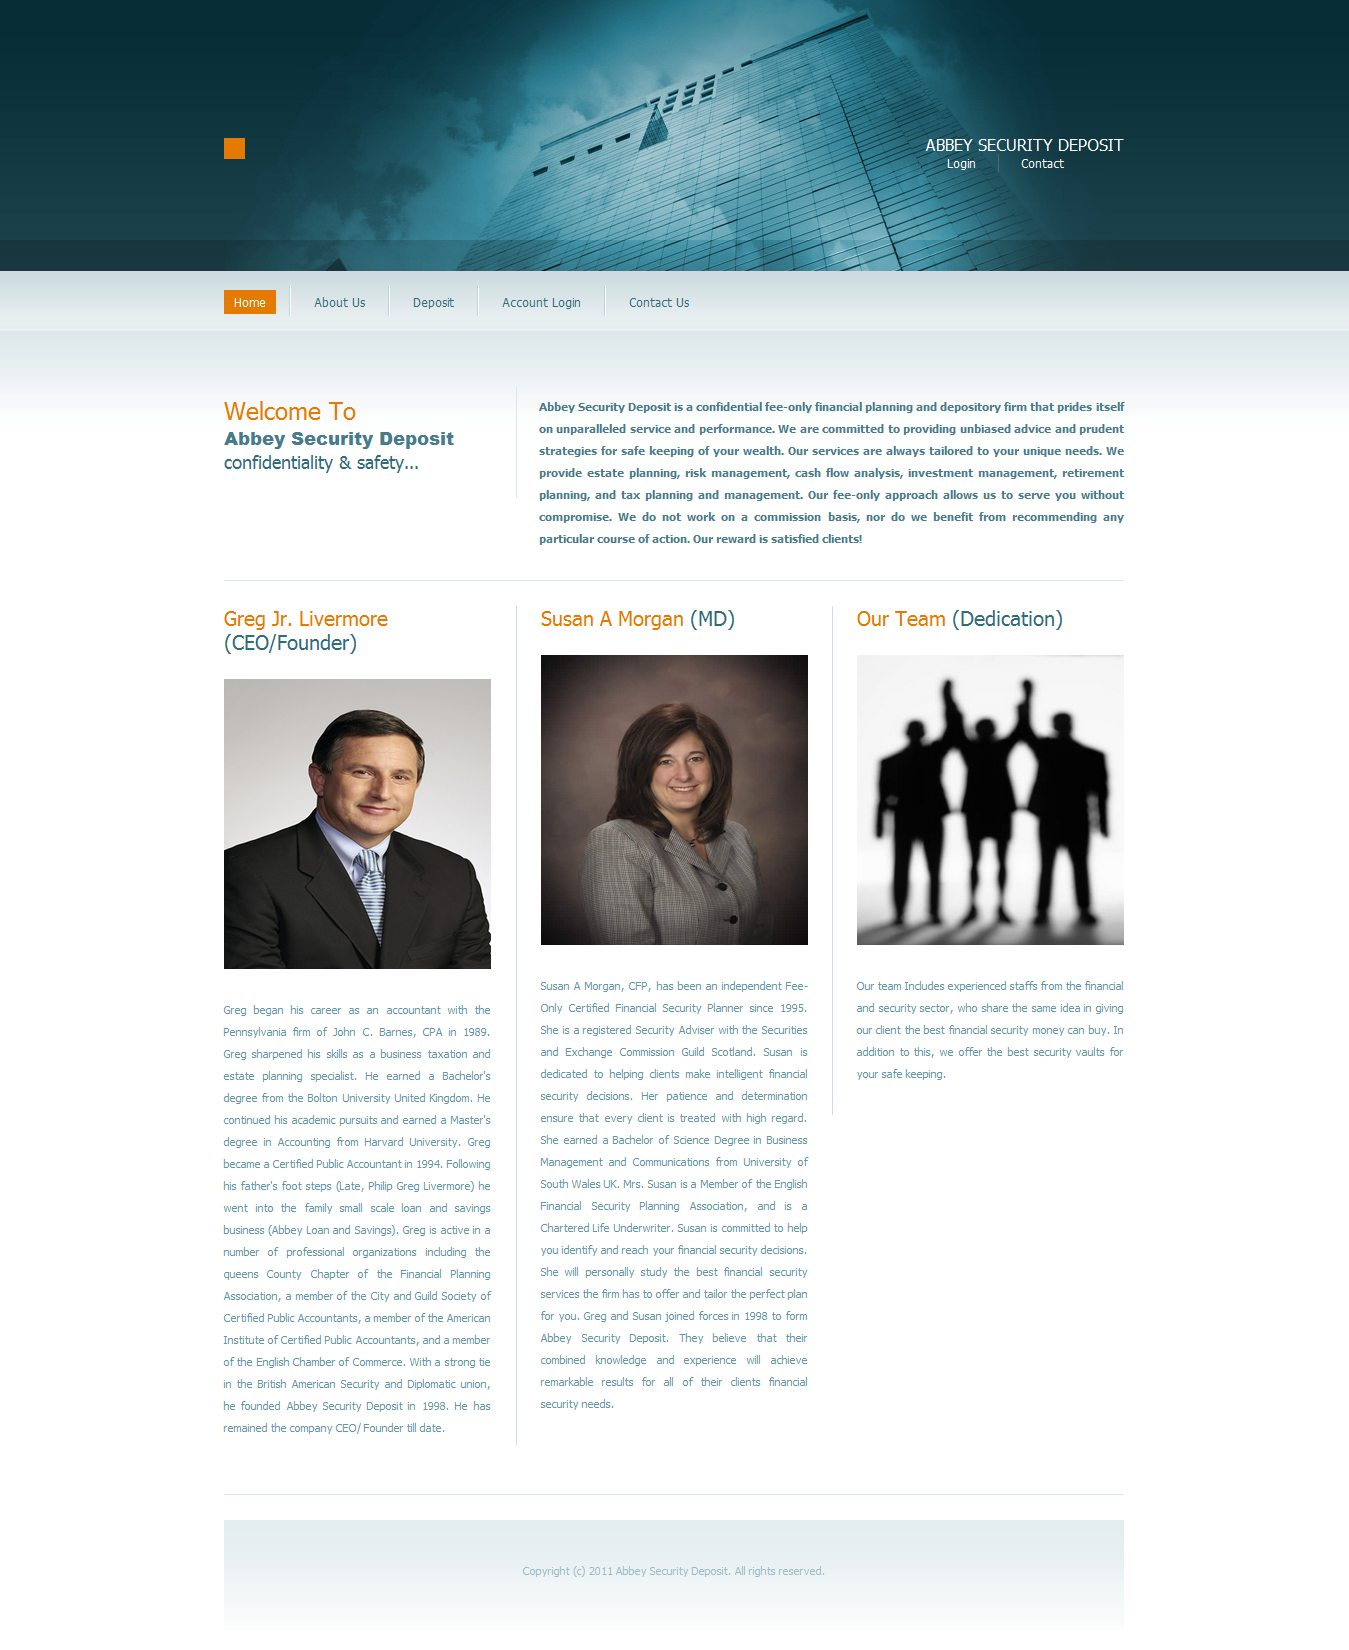 ABBEY SECURITY DEPOSIT
Login
Contact
Home
About Us
Deposit
Account Login
Contact Us
Welcome To
Abbey Security Deposit
confidentiality & safety...
Abbey Security Deposit is a confidential fee-only financial planning and depository firm that prides itself
on unparalleled service and performance. We are committed to providing unbiased advice and prudent
strategies for safe keeping of your wealth. Our services are always tailored to your unique needs. We
provide estate planning, risk management, cash flow analysis, investment management, retirement
planning, and tax planning and management. Our fee-only approach allows us to serve you without
compromise. We do not work on a commission basis, nor do we benefit from recommending any
particular course of action. Our reward is satisfied clients!
Greg Jr. Livermore
(CEO/Founder)
Greg began his career as an accountant with the
Pennsylvania firm of John C. Barnes, CPA in 1989.
Greg sharpened his skills as a business taxation and
estate planning specialist. He earned a Bachelor's
degree from the Bolton University United Kingdom. He
continued his academic pursuits and earned a Master's
degree in Accounting from Harvard University. Greg
became a Certified Public Accountant in 1994. Following
his father's foot steps (Late, Philip Greg Livermore) he
went into the family small scale loan and savings
business (Abbey Loan and Savings). Greg is active in a
number of professional organizations including the
queens County Chapter of the Financial Planning
Association, a member of the City and Guild Society of
Certified Public Accountants, a member of the American
Institute of Certified Public Accountants, and a member
of the English Chamber of Commerce. With a strong tie
in the British American Security and Diplomatic union,
he founded Abbey Security Deposit in 1998. He has
remained the company CEO/ Founder till date.
Susan A Morgan (MD)
Susan A Morgan, CFP, has been an independent Fee-
Only Certified Financial Security Planner since 1995.
She is a registered Security Adviser with the Securities
and Exchange Commission Guild Scotland. Susan is
dedicated to helping clients make intelligent financial
security decisions. Her patience and determination
ensure that every client is treated with high regard.
She earned a Bachelor of Science Degree in Business
Management and Communications from University of
South Wales UK. Mrs. Susan is a Member of the English
Financial Security Planning Association, and is a
Chartered Life Underwriter. Susan is committed to help
you identify and reach your financial security decisions.
She will personally study the best financial security
services the firm has to offer and tailor the perfect plan
for you. Greg and Susan joined forces in 1998 to form
Abbey Security Deposit. They believe that their
combined knowledge and experience will achieve
remarkable results for all of their clients financial
security needs.
Our Team (Dedication)
Our team Includes experienced staffs from the financial
and security sector, who share the same idea in giving
our client the best financial security money can buy. In
addition to this, we offer the best security vaults for
your safe keeping.
Copyright (c) 2011 Abbey Security Deposit. All rights reserved.